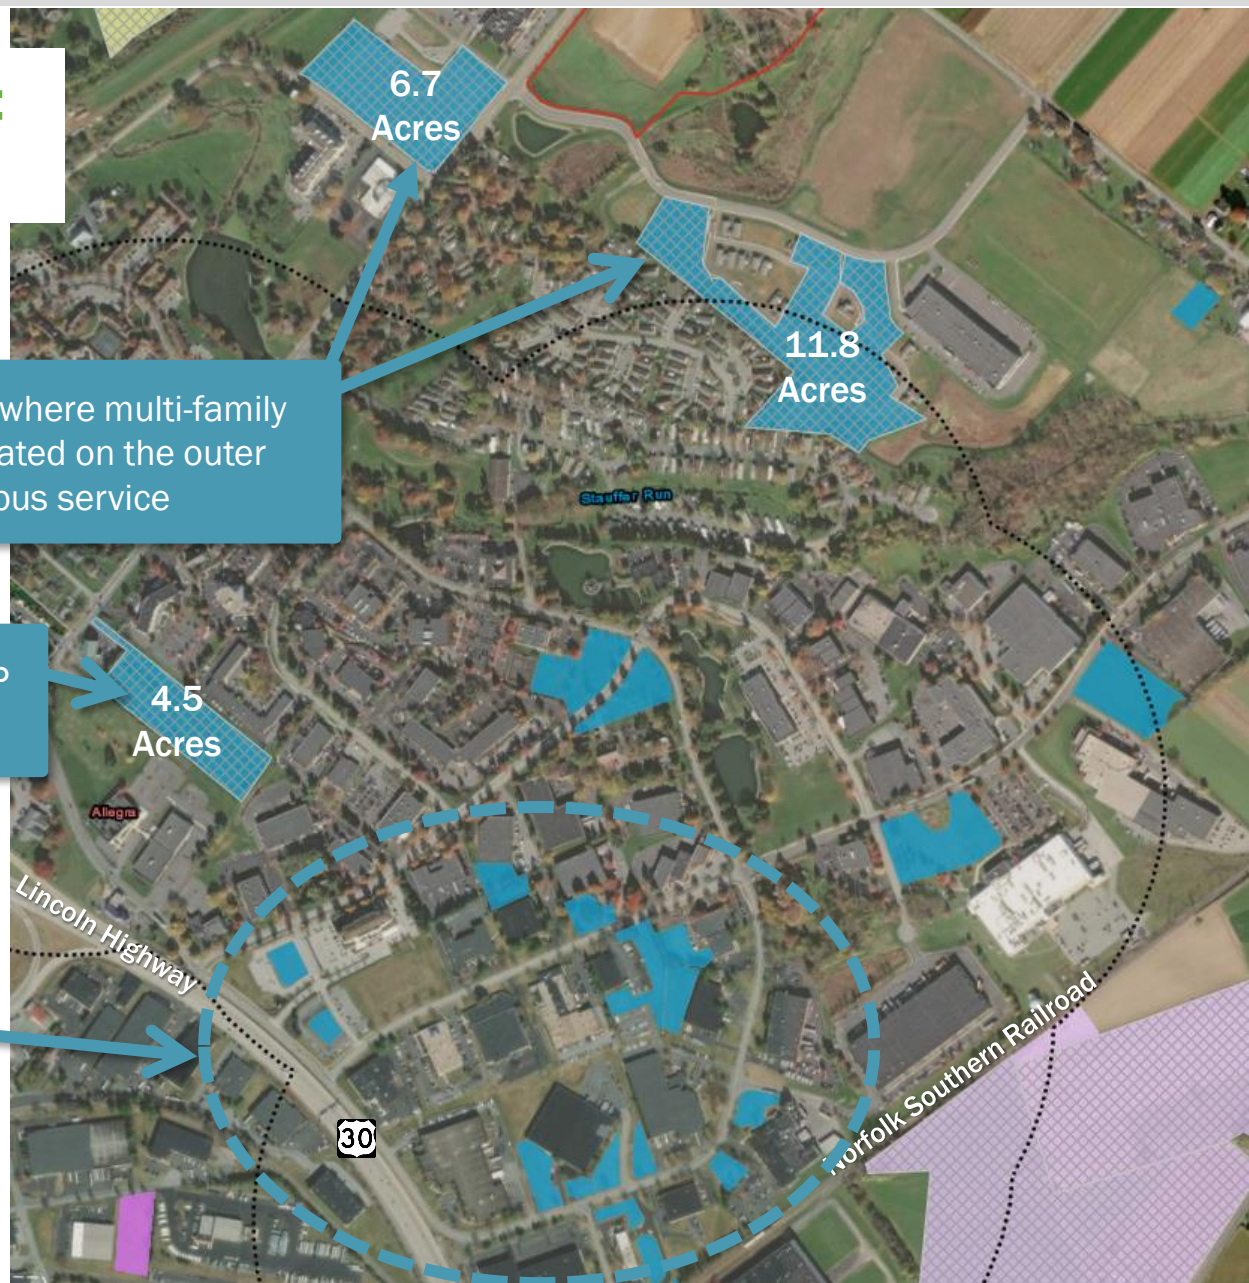 6.7
Acres
11.8
Acres
where multi-family
ated on the outer
bus service
Stauffer Run
4.5
Acres
Allegra
Lincoln Highway
Norfolk Southern Railroad
30